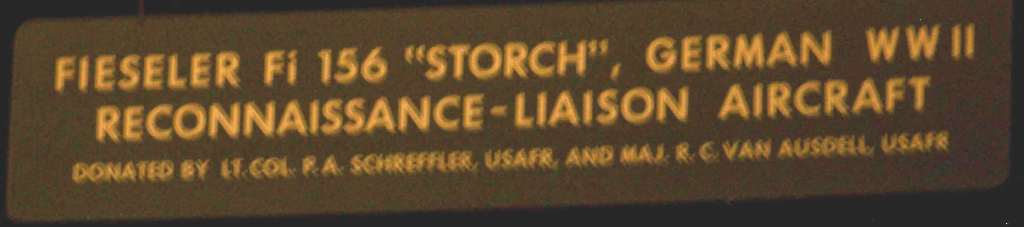 FIESELER Fi 156 "STORCH", GERMAN WW II
RECONNAISSANCE-LIAISON AIRCRAFT
DONATED BY LT. COL. P. A. SCHREFFLER, USAFR, AND MAJ. R. C. VAN AUSDELL, USAFR